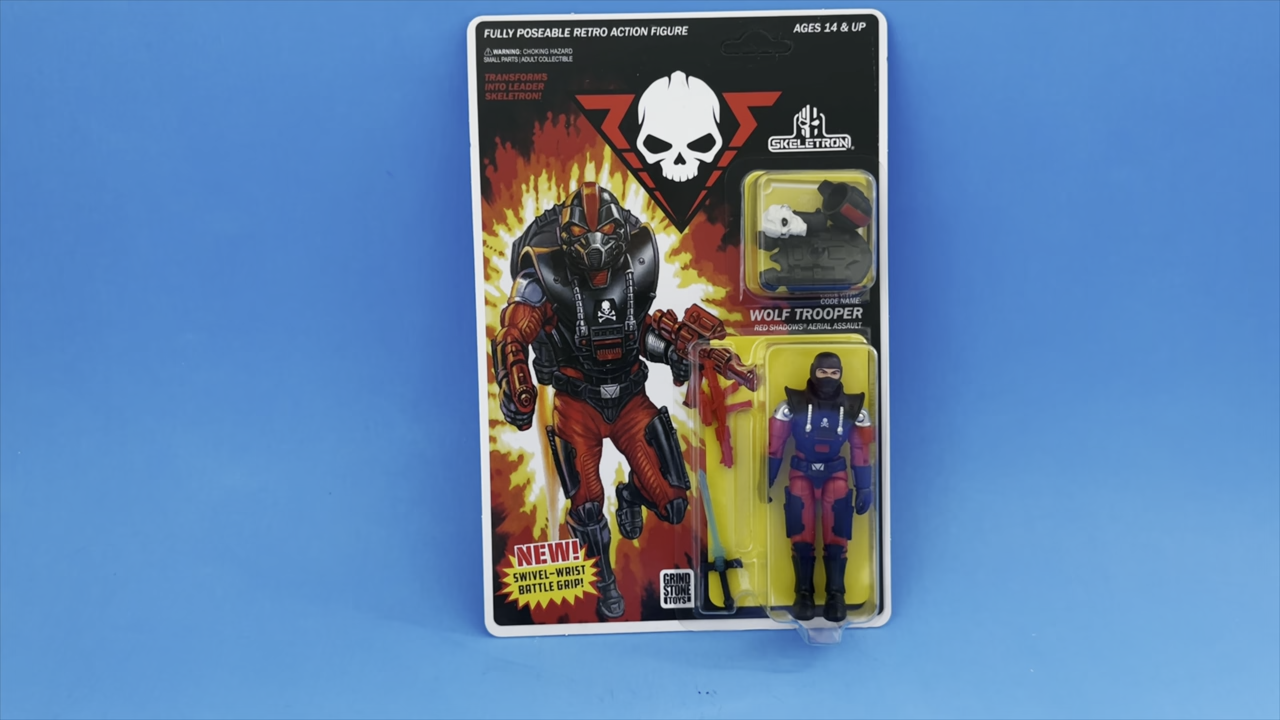 FULLY POSEABLE RETRO ACTION FIGURE
AGES 14 & UP
WARNING: CHOKING HAZARD
SMALL PARTS | ADULT COLLECTIBLE
TRANSFORMS
INTO LEADER
SKELETRON!
SKELETRON®
CODE NAME:
WOLF TROOPER
RED SHADOWS® AERIAL ASSAULT
NEW!
SWIVEL-WRIST
BATTLE GRIP!
GRIND
STONE
TOYS